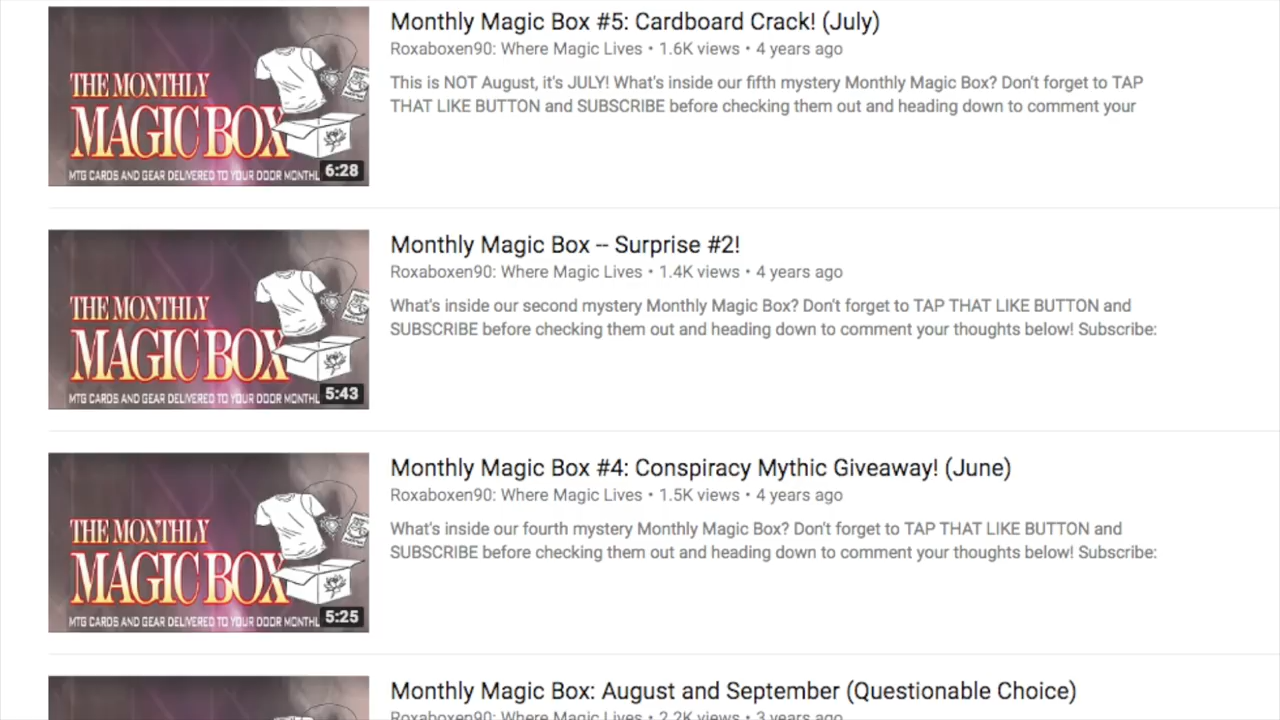 Monthly Magic Box #5: Cardboard Crack! (July)
Roxaboxen90: Where Magic Lives • 1.6K views • 4 years ago
This is NOT August, it's JULY! What's inside our fifth mystery Monthly Magic Box? Don't forget to TAP
THAT LIKE BUTTON and SUBSCRIBE before checking them out and heading down to comment your
THE MONTHLY
MAGIC BOX
MTG CARDS AND GEAR DELIVERED TO YOUR DOOR MONTHL
6:28
Monthly Magic Box -- Surprise #2!
Roxaboxen90: Where Magic Lives • 1.4K views • 4 years ago
What's inside our second mystery Monthly Magic Box? Don't forget to TAP THAT LIKE BUTTON and
SUBSCRIBE before checking them out and heading down to comment your thoughts below! Subscribe:
THE MONTHLY
MAGIC BOX
MTG CARDS AND GEAR DELIVERED TO YOUR DOOR MONTHL
5:43
Monthly Magic Box #4: Conspiracy Mythic Giveaway! (June)
Roxaboxen90: Where Magic Lives • 1.5K views • 4 years ago
What's inside our fourth mystery Monthly Magic Box? Don't forget to TAP THAT LIKE BUTTON and
SUBSCRIBE before checking them out and heading down to comment your thoughts below! Subscribe:
THE MONTHLY
MAGIC BOX
MTG CARDS AND GEAR DELIVERED TO YOUR DOOR MONTHL
5:25
Monthly Magic Box: August and September (Questionable Choice)
Roxaboxen90: Where Magic Lives • 2.2K views • 3 years ago